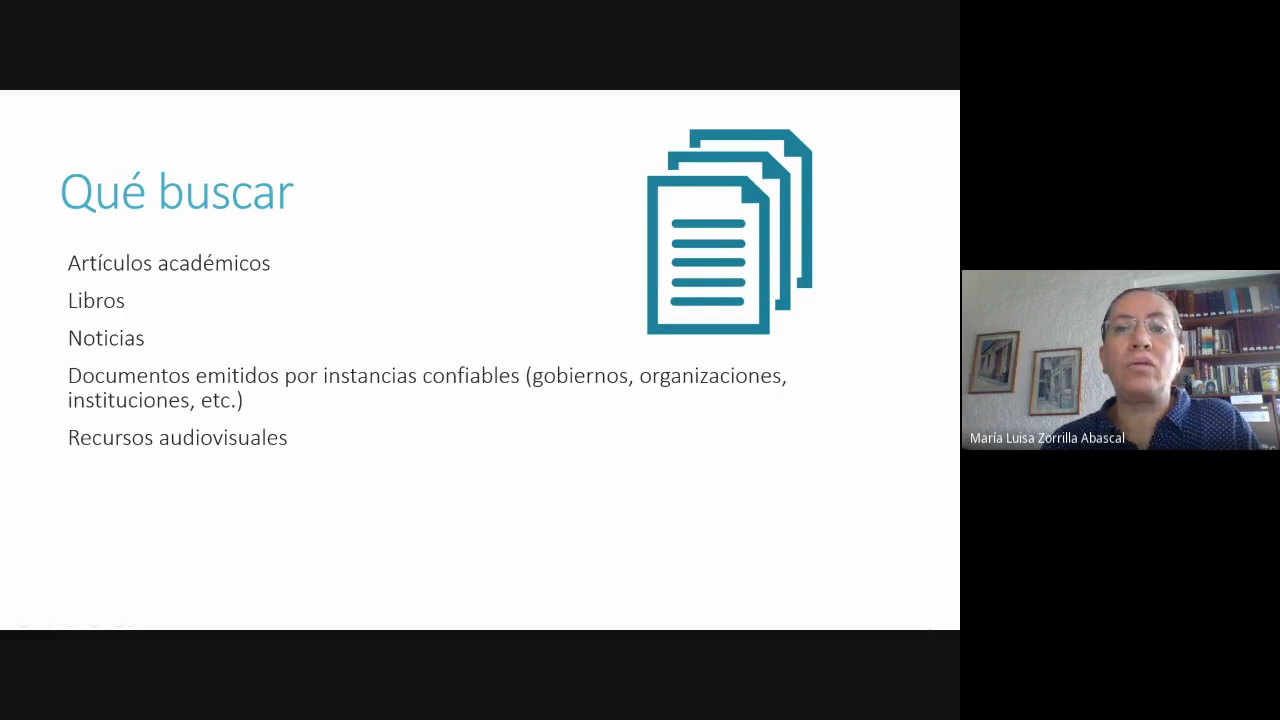 Qué buscar
Artículos académicos
Libros
Noticias
Documentos emitidos por instancias confiables (gobiernos, organizaciones,
instituciones, etc.)
Recursos audiovisuales
María Luisa Zorrilla Abascal